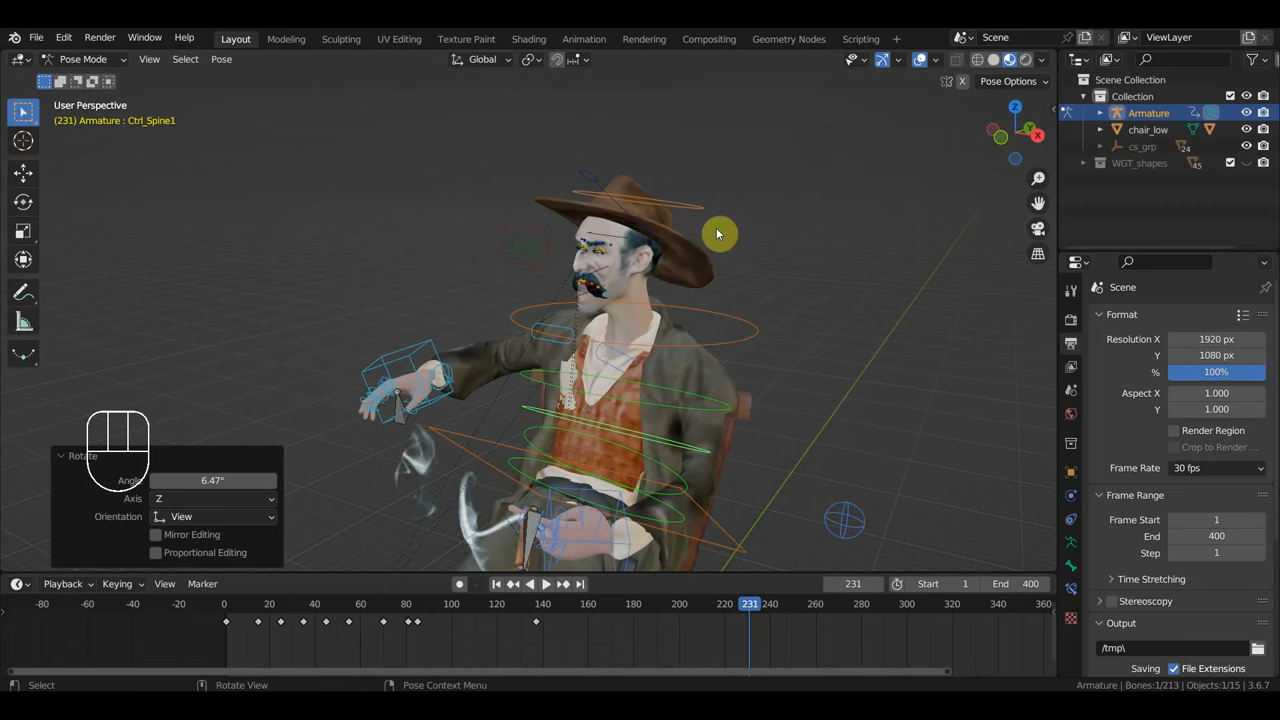 File Edit Render Window Help Layout Modeling Sculpting UV Editing Texture Paint Shading Animation Rendering Compositing Geometry Nodes Scripting + Scene ViewLayer
Pose Mode View Select Pose Global
X Pose Options
User Perspective
(231) Armature : Ctrl_Spine1
Z
Y
X
Scene Collection
Collection
Armature
chair_low
cs_grp 24
WGT_shapes 45
Scene
Format
Resolution X 1920 px
Y 1080 px
% 100%
Aspect X 1.000
Y 1.000
Render Region
Crop to Render ...
Frame Rate 30 fps
Frame Range
Frame Start 1
End 400
Step 1
Time Stretching
Stereoscopy
Output
/tmp\
Saving File Extensions
Rotate
Angle 6.47°
Axis Z
Orientation View
Mirror Editing
Proportional Editing
Playback Keying View Marker 231 Start 1 End 400
-80 -60 -40 -20 0 20 40 60 80 100 120 140 160 180 200 220 231 240 260 280 300 320 340 360
Select Rotate View Pose Context Menu Armature | Bones:1/213 | Objects:1/15 | 3.6.7